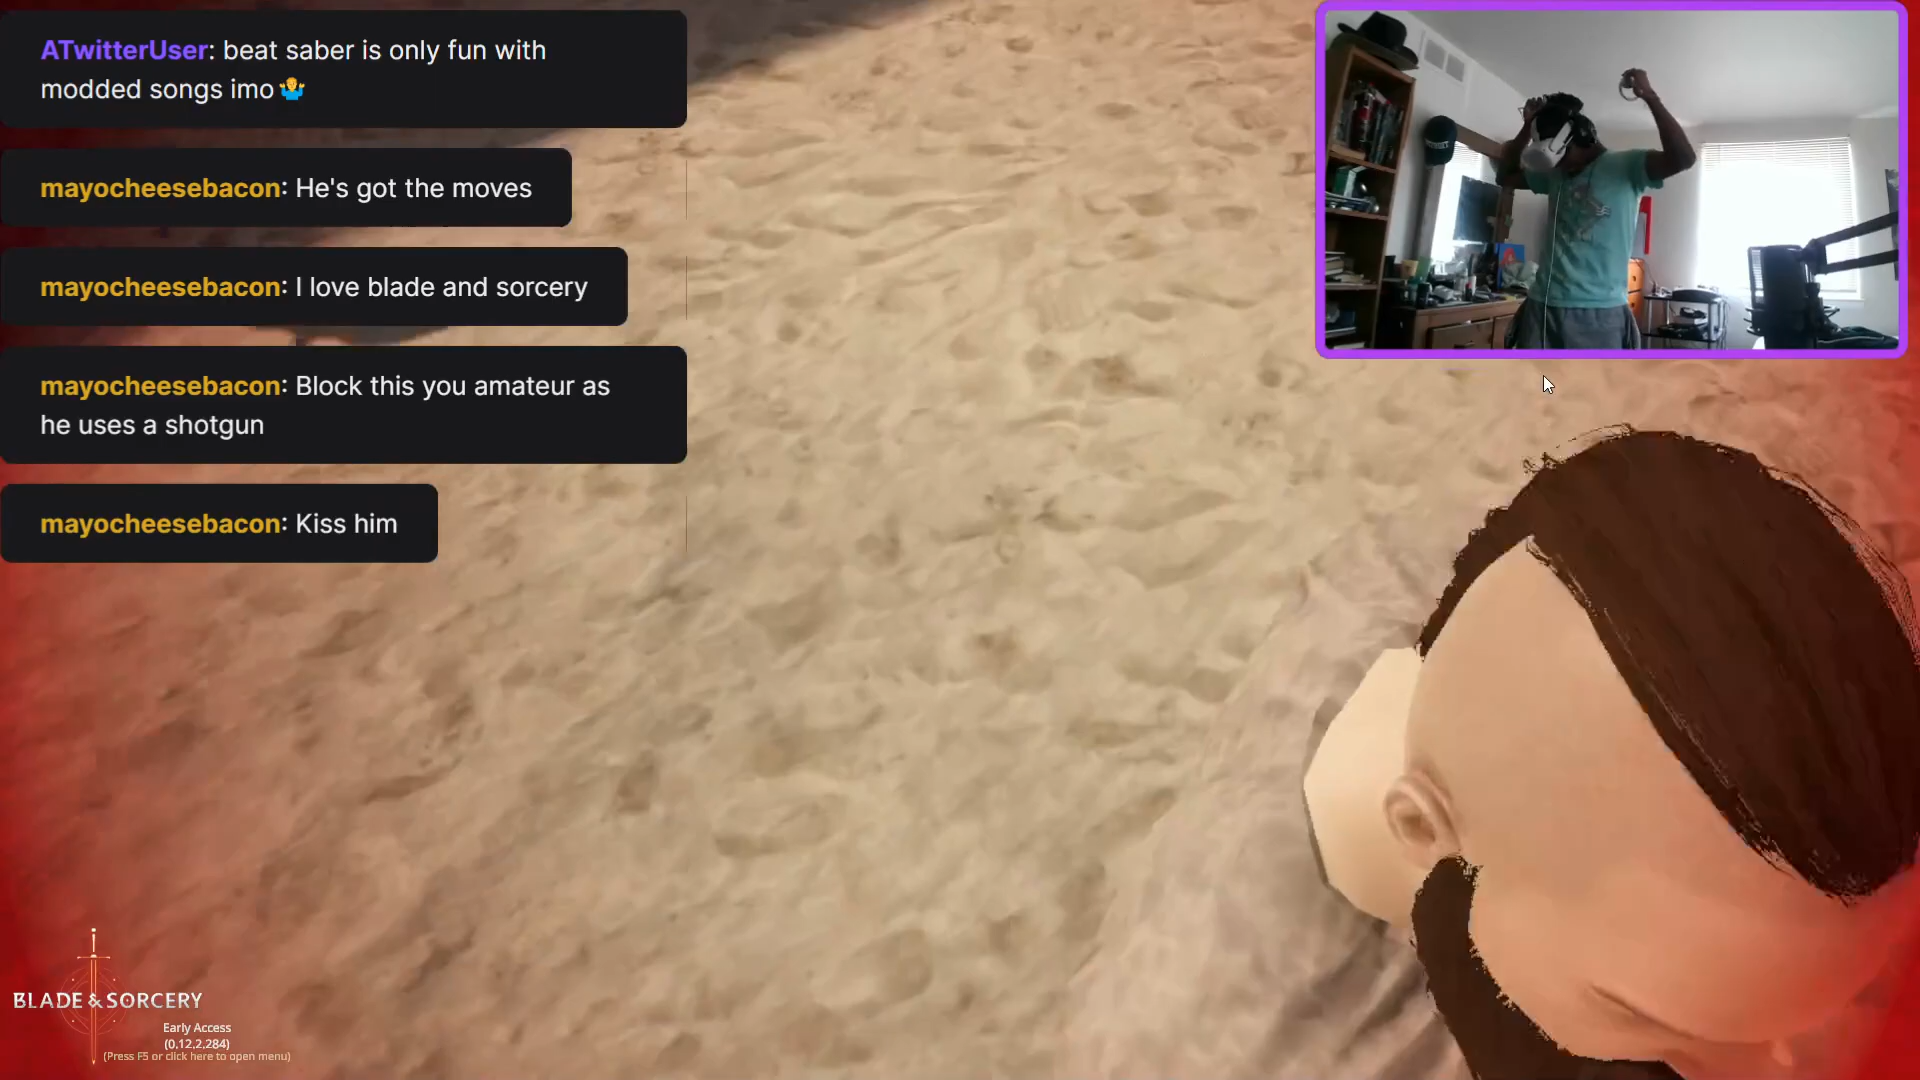 ATwitterUser: beat saber is only fun with
modded songs imo🤷‍♂️
mayocheesebacon: He's got the moves
mayocheesebacon: I love blade and sorcery
mayocheesebacon: Block this you amateur as
he uses a shotgun
mayocheesebacon: Kiss him
BLADE & SORCERY
Early Access
(0.12.2.284)
(Press F5 or click here to open menu)